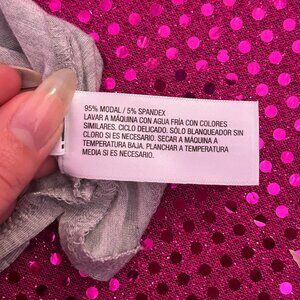 95% MODAL / 5% SPANDEX
LAVAR A MÁQUINA CON AGUA FRÍA CON COLORES
SIMILARES. CICLO DELICADO. SÓLO BLANQUEADOR SIN
CLORO SI ES NECESARIO. SECAR A MÁQUINA A
TEMPERATURA BAJA. PLANCHAR A TEMPERATURA
MEDIA SI ES NECESARIO.